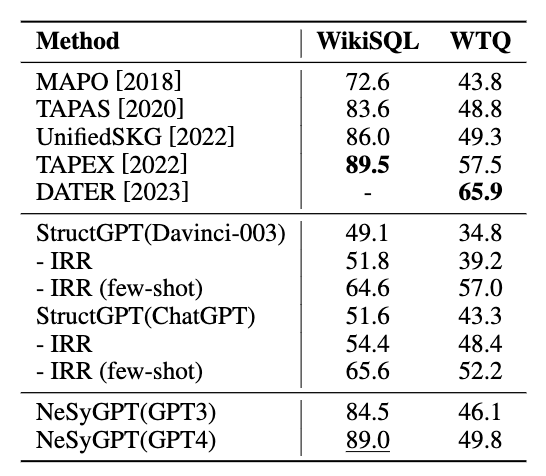 Method WikiSQL WTQ
MAPO [2018] 72.6 43.8
TAPAS [2020] 83.6 48.8
UnifiedSKG [2022] 86.0 49.3
TAPEX [2022] 89.5 57.5
DATER [2023] - 65.9
StructGPT(Davinci-003) 49.1 34.8
- IRR 51.8 39.2
- IRR (few-shot) 64.6 57.0
StructGPT(ChatGPT) 51.6 43.3
- IRR 54.4 48.4
- IRR (few-shot) 65.6 52.2
NeSyGPT(GPT3) 84.5 46.1
NeSyGPT(GPT4) 89.0 49.8